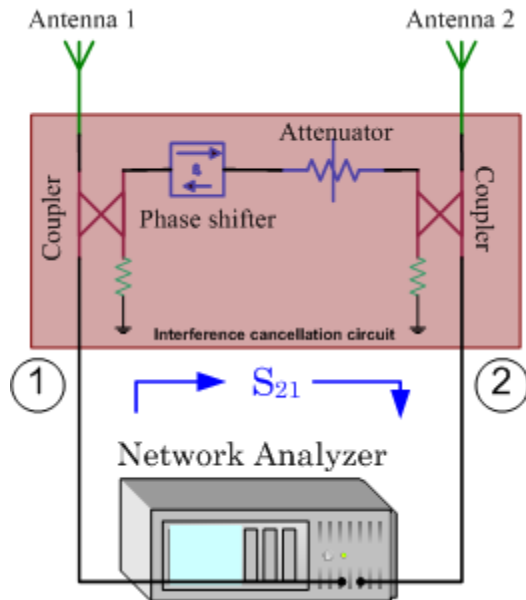 Antenna 1
Antenna 2
Attenuator
Coupler
&
Phase shifter
Coupler
Interference cancellation circuit
1
S21
2
Network Analyzer